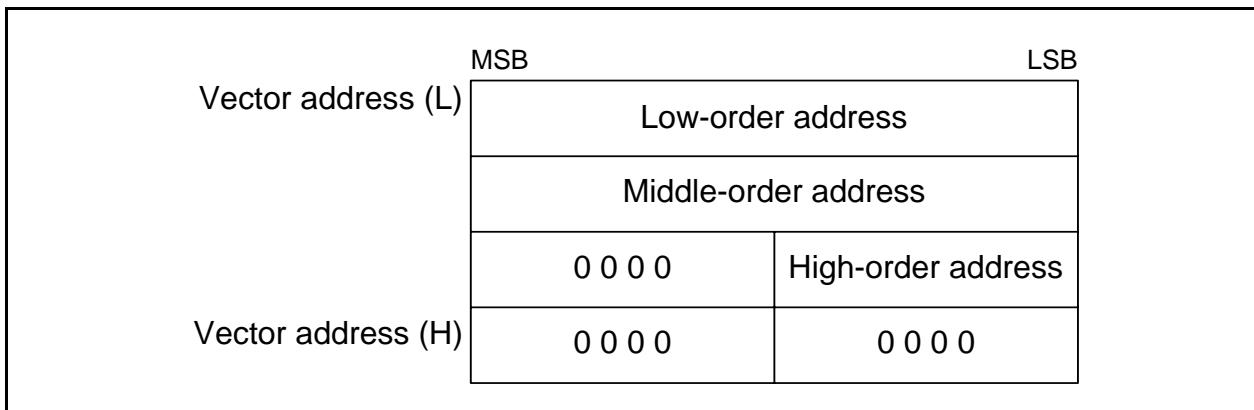 MSB LSB
Vector address (L) Low-order address
Middle-order address
0 0 0 0 High-order address
Vector address (H) 0 0 0 0 0 0 0 0